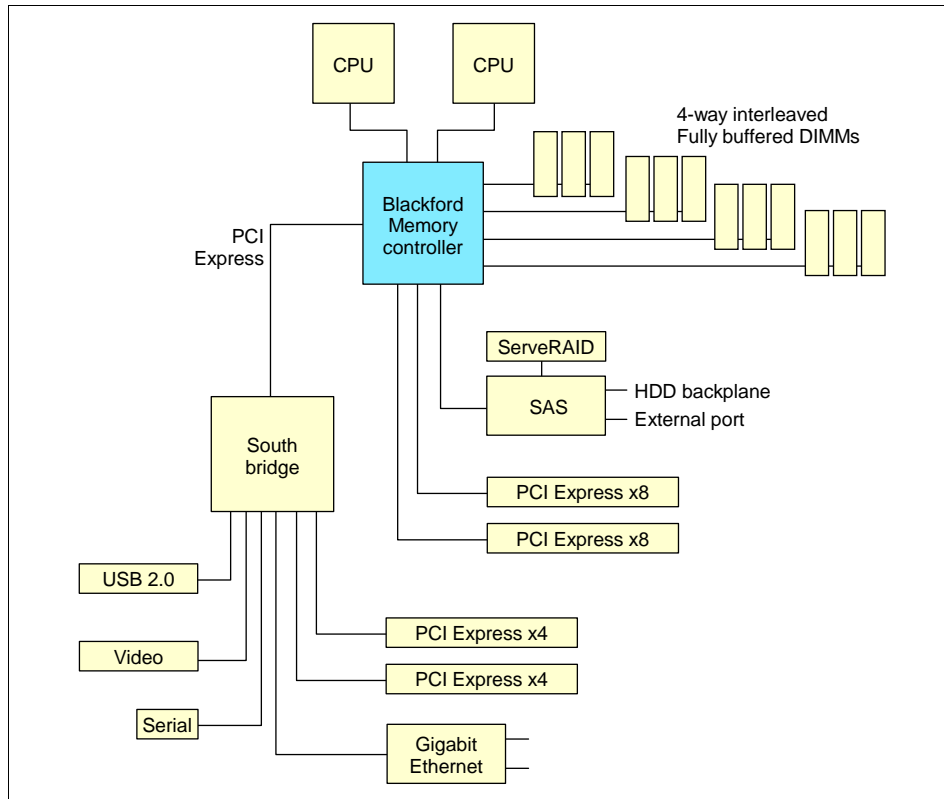 CPU
CPU
4-way interleaved
Fully buffered DIMMs
Blackford
Memory
controller
PCI
Express
ServeRAID
SAS
HDD backplane
External port
South
bridge
PCI Express x8
PCI Express x8
USB 2.0
PCI Express x4
Video
PCI Express x4
Serial
Gigabit
Ethernet